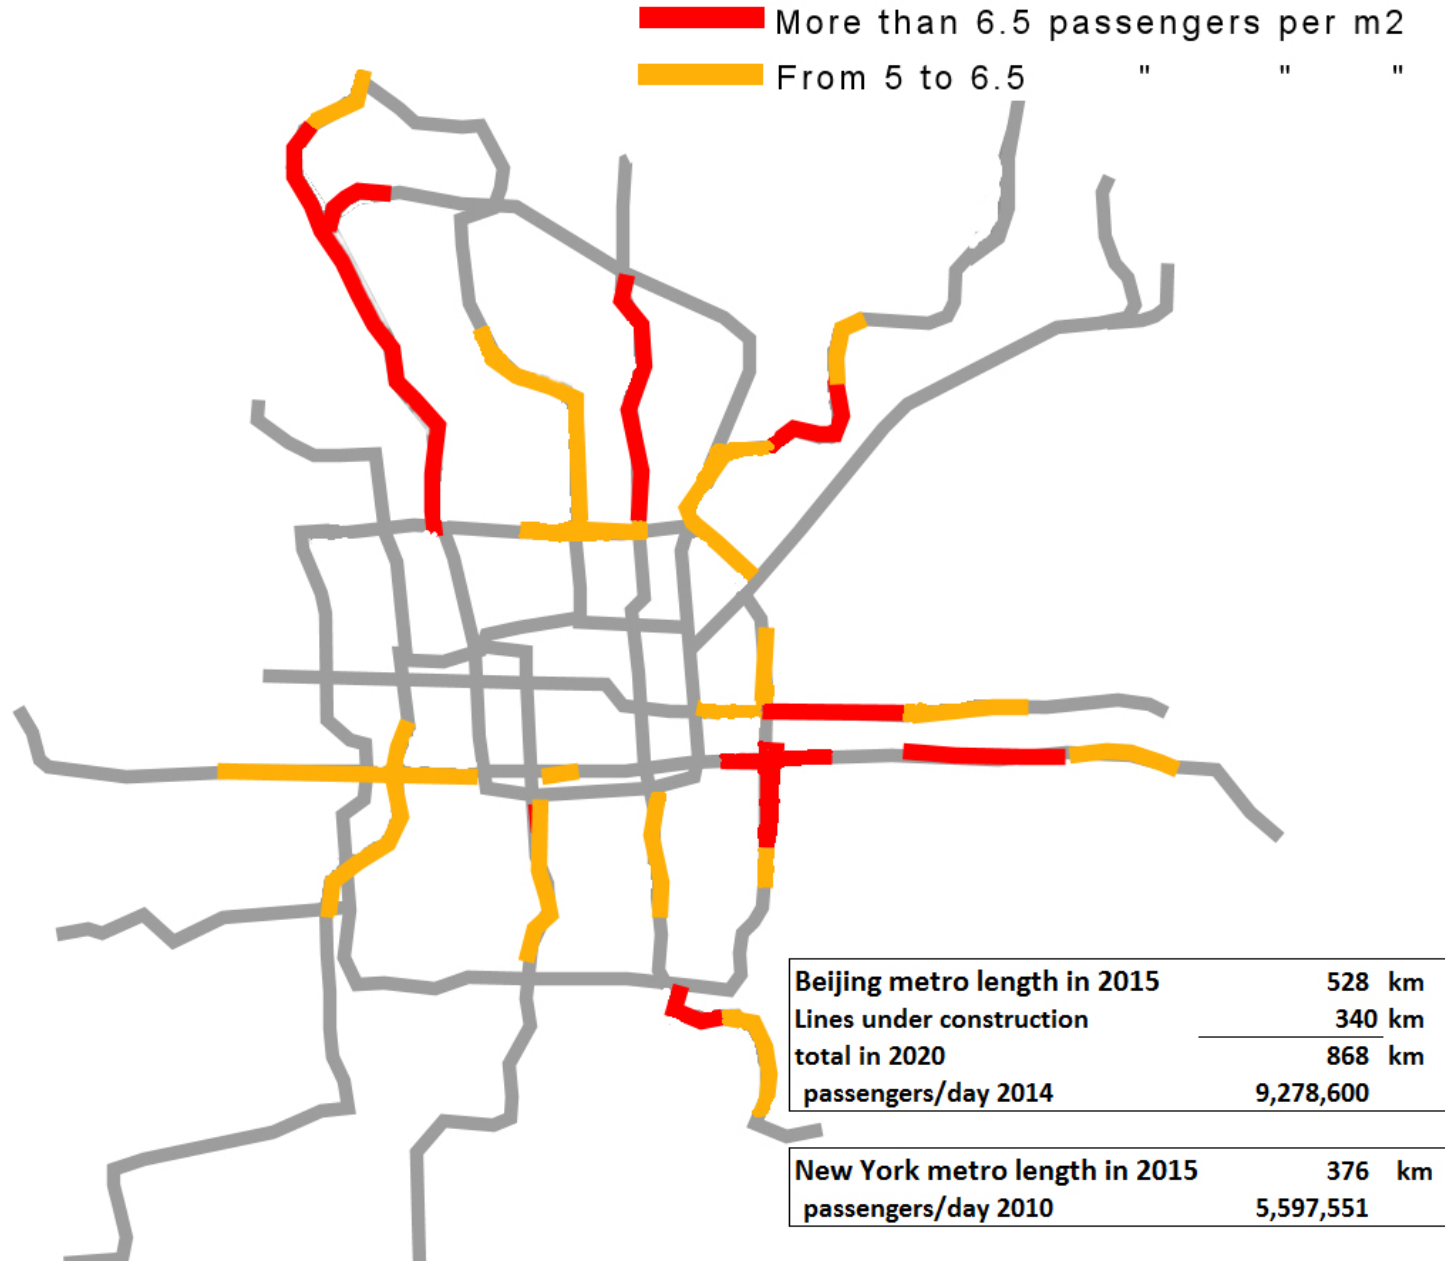 More than 6.5 passengers per m2
From 5 to 6.5 " " "
Beijing metro length in 2015 528 km
Lines under construction 340 km
total in 2020 868 km
passengers/day 2014 9,278,600
New York metro length in 2015 376 km
passengers/day 2010 5,597,551